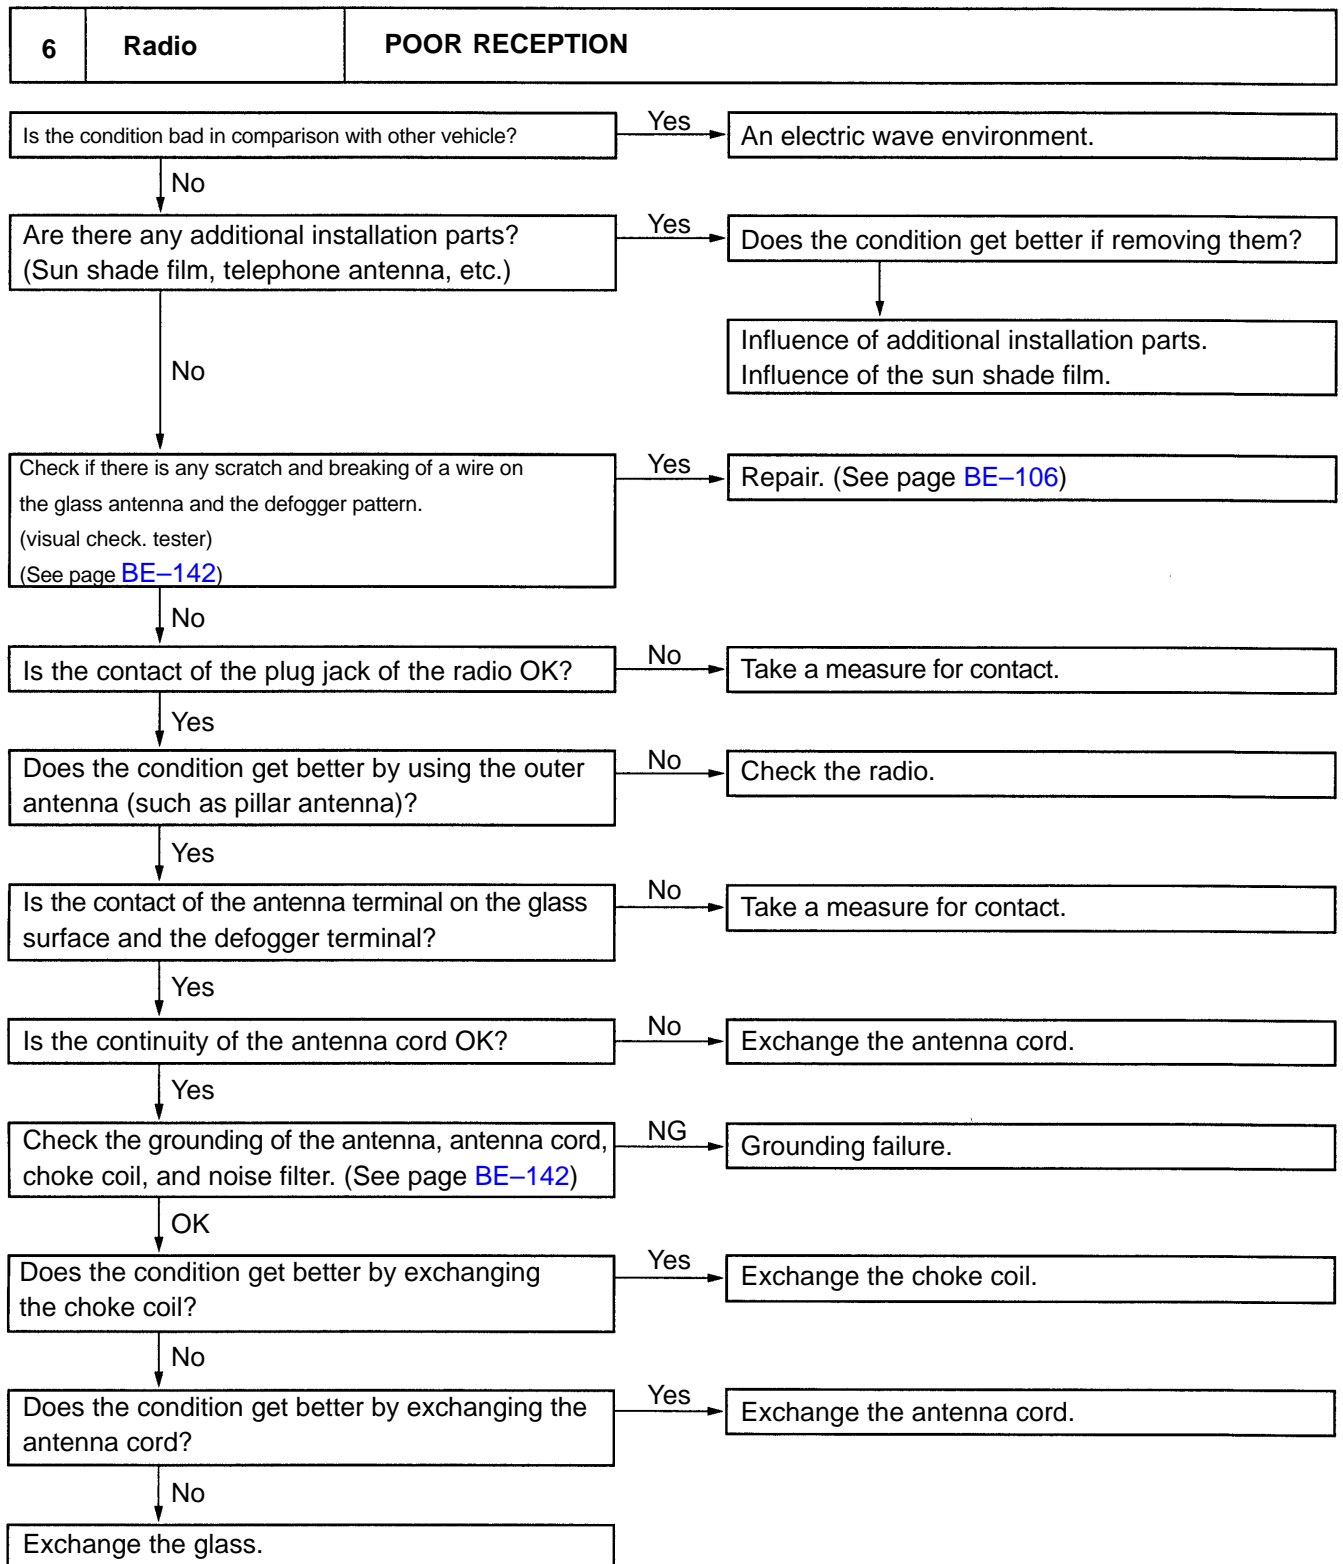 6 Radio POOR RECEPTION
Is the condition bad in comparison with other vehicle?
Yes
An electric wave environment.
No
Are there any additional installation parts?
(Sun shade film, telephone antenna, etc.)
Yes
Does the condition get better if removing them?
Influence of additional installation parts.
Influence of the sun shade film.
No
Check if there is any scratch and breaking of a wire on
the glass antenna and the defogger pattern.
(visual check. tester)
(See page BE–142)
Yes
Repair. (See page BE–106)
No
Is the contact of the plug jack of the radio OK?
No
Take a measure for contact.
Yes
Does the condition get better by using the outer
antenna (such as pillar antenna)?
No
Check the radio.
Yes
Is the contact of the antenna terminal on the glass
surface and the defogger terminal?
No
Take a measure for contact.
Yes
Is the continuity of the antenna cord OK?
No
Exchange the antenna cord.
Yes
Check the grounding of the antenna, antenna cord,
choke coil, and noise filter. (See page BE–142)
NG
Grounding failure.
OK
Does the condition get better by exchanging
the choke coil?
Yes
Exchange the choke coil.
No
Does the condition get better by exchanging the
antenna cord?
Yes
Exchange the antenna cord.
No
Exchange the glass.